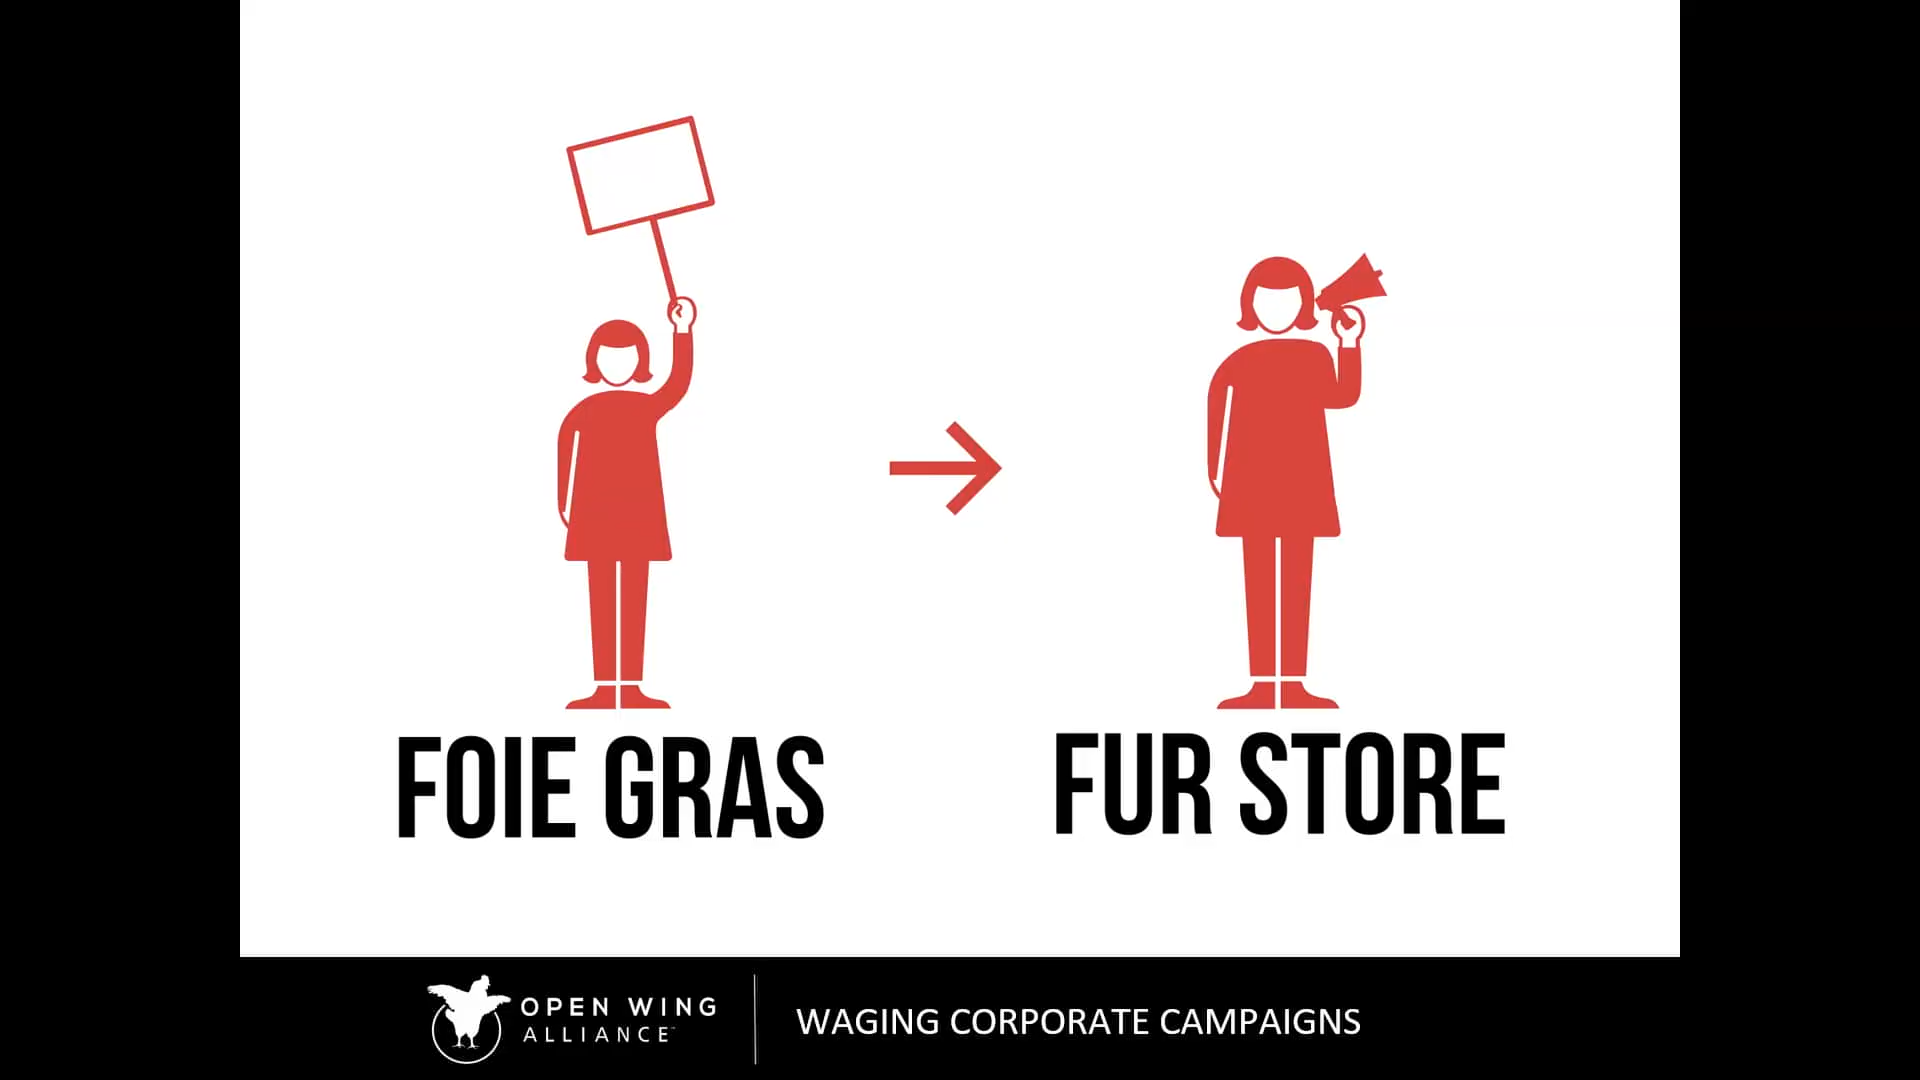 FOIE GRAS
FUR STORE
OPEN WING
ALLIANCE
WAGING CORPORATE CAMPAIGNS